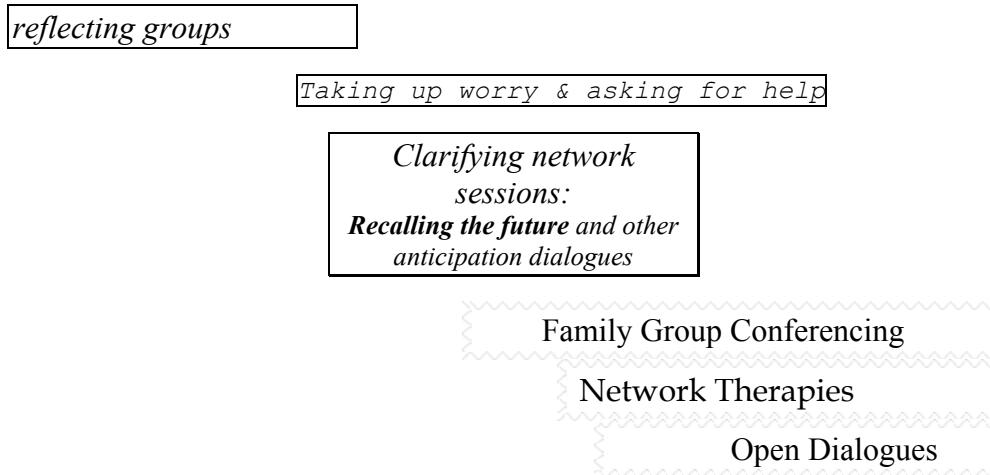 reflecting groups
Taking up worry & asking for help
Clarifying network
sessions:
Recalling the future and other
anticipation dialogues
Family Group Conferencing
Network Therapies
Open Dialogues